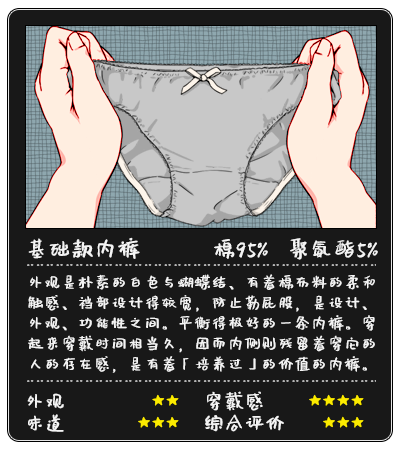 基础款内裤 棉95% 聚氨酯5%
外观是朴素的白色与蝴蝶结、有着棉布料的柔和
触感、裆部设计得较宽，防止勒屁股，是设计、
外观、功能性之间。平衡得极好的一条内裤。穿
起来穿戴时间相当久，因而内侧则残留着穿它的
人的存在感，是有着「培养过」的价值的内裤。
外观 ★★ 穿戴感 ★★★★
味道 ★★★ 综合评价 ★★★